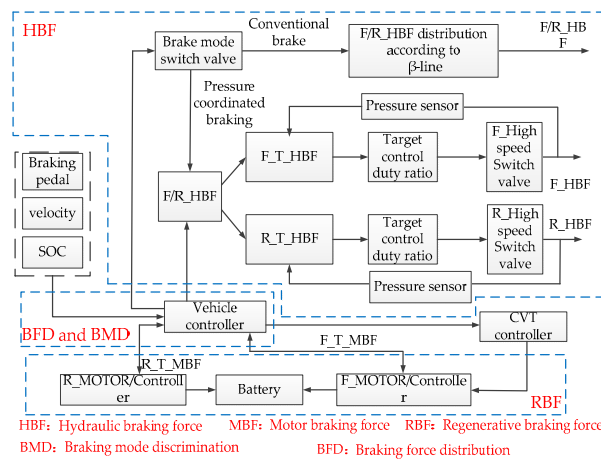 HBF
Brake mode
switch valve
Conventional
brake
F/R_HBF distribution
according to
β-line
F/R_HB
F
Pressure
coordinated
braking
Pressure sensor
Braking
pedal
velocity
SOC
F/R_HBF
F_T_HBF
Target
control
duty ratio
F_High
speed
Switch
valve
F_HBF
R_T_HBF
Target
control
duty ratio
R_High
speed
Switch
valve
R_HBF
Pressure sensor
BFD and BMD
Vehicle
controller
CVT
controller
R_T_MBF
F_T_MBF
R_MOTOR/Controll
er
Battery
F_MOTOR/Controlle
r
RBF
HBF: Hydraulic braking force MBF: Motor braking force RBF: Regenerative braking force
BMD: Braking mode discrimination BFD: Braking force distribution